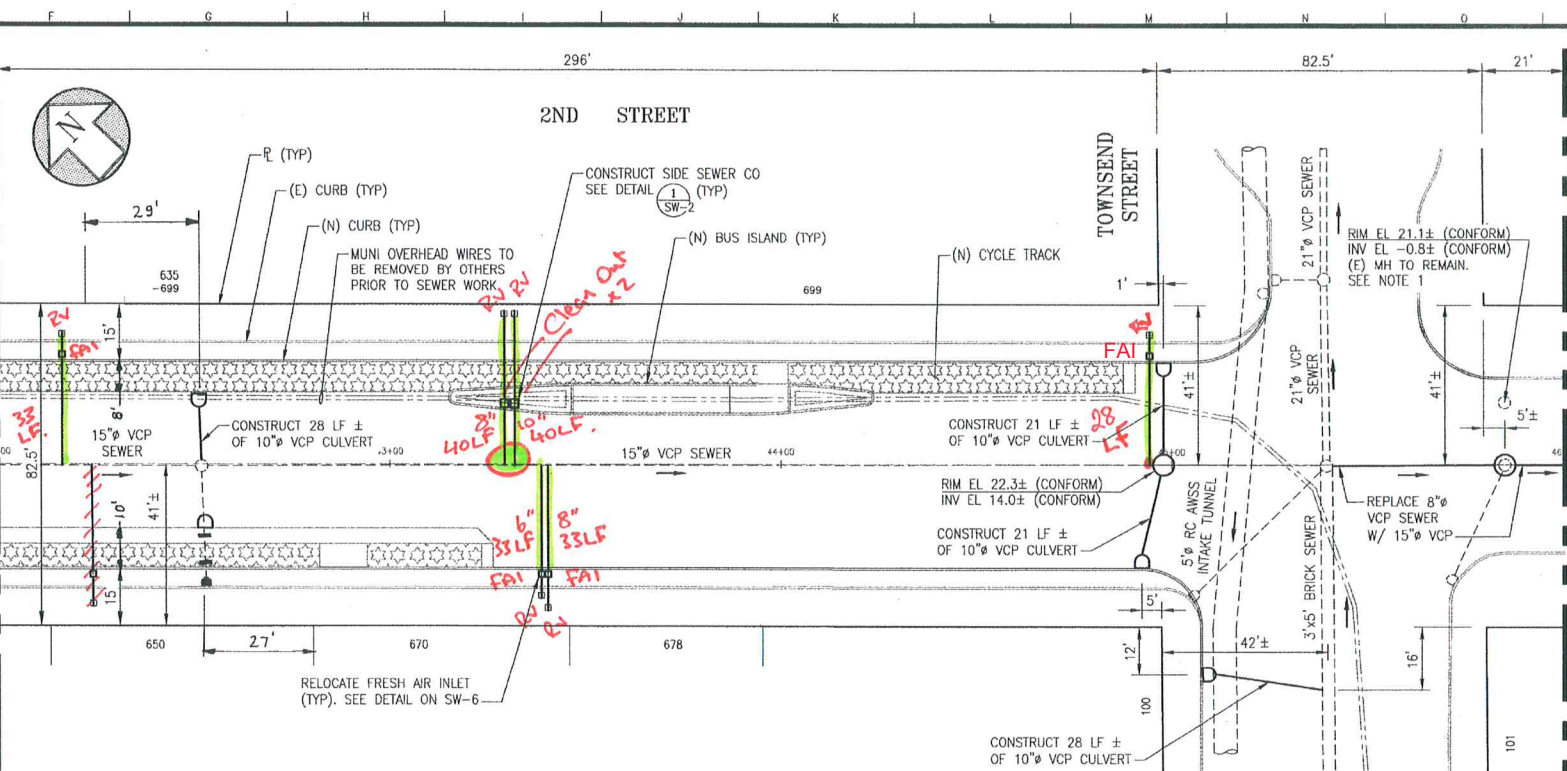 F G H J K L M N O
296' 82.5' 21'
2ND STREET
N
℄ (TYP)
(E) CURB (TYP)
(N) CURB (TYP)
MUNI OVERHEAD WIRES TO
BE REMOVED BY OTHERS
PRIOR TO SEWER WORK
CONSTRUCT SIDE SEWER CO
SEE DETAIL 1 (TYP)
SW-2
(N) BUS ISLAND (TYP)
(N) CYCLE TRACK
TOWNSEND
STREET
21"ø VCP SEWER
RIM EL 21.1± (CONFORM)
INV EL -0.8± (CONFORM)
(E) MH TO REMAIN.
SEE NOTE 1
29'
635
-699
699
1'
RV
FAI
RV RV
Clean Out
x2
RV
FAI
15'
8'
82.5'
33
LF.
15"ø VCP
SEWER
CONSTRUCT 28 LF ±
OF 10"ø VCP CULVERT
8"
40LF
10"
40LF.
15"ø VCP SEWER
CONSTRUCT 21 LF ±
OF 10"ø VCP CULVERT
28
LF
41'±
21"ø VCP
SEWER
41'±
5'±
00
+3+00
44+00
+00
46
RIM EL 22.3± (CONFORM)
INV EL 14.0± (CONFORM)
CONSTRUCT 21 LF ±
OF 10"ø VCP CULVERT
REPLACE 8"ø
VCP SEWER
W/ 15"ø VCP
10'
41'±
15'
6"
33LF
8"
33LF
FAI FAI
RV
RV
5'ø RC AWSS
INTAKE TUNNEL
3'x5' BRICK SEWER
5'
42'±
12'
16'
650
27'
670
678
100
101
RELOCATE FRESH AIR INLET
(TYP). SEE DETAIL ON SW-6
CONSTRUCT 28 LF ±
OF 10"ø VCP CULVERT